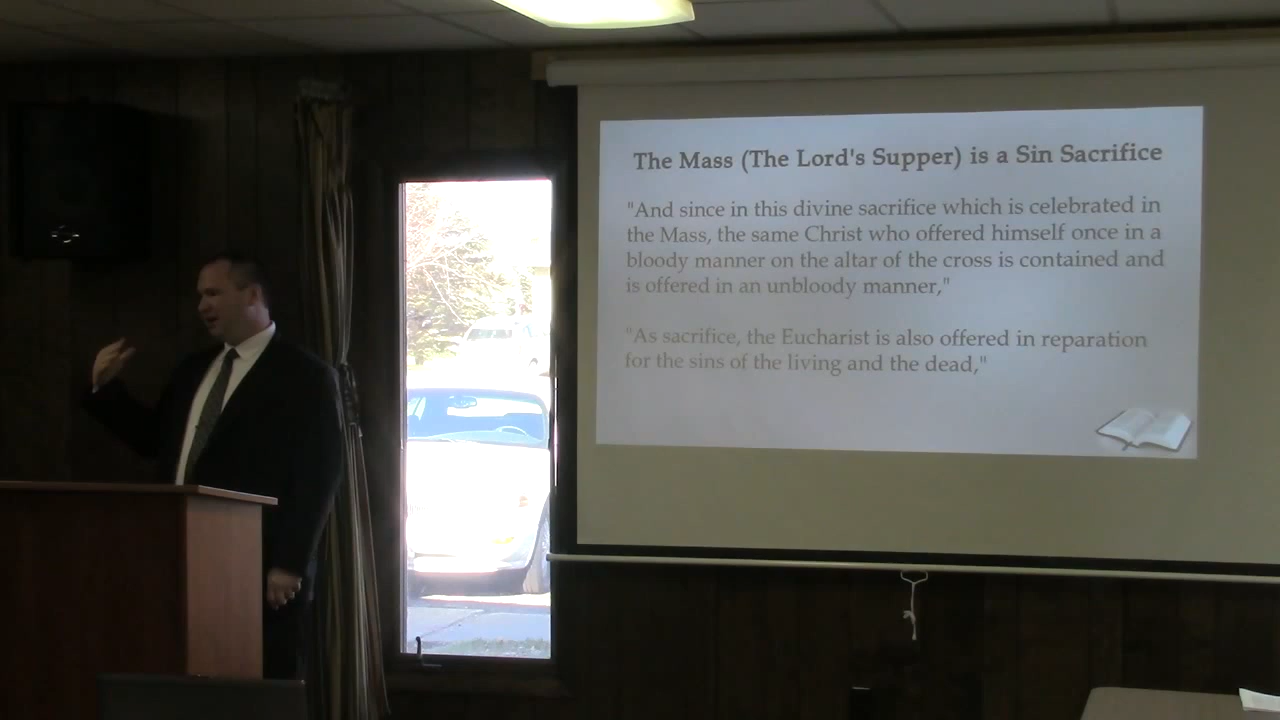 The Mass (The Lord's Supper) is a Sin Sacrifice
"And since in this divine sacrifice which is celebrated in
the Mass, the same Christ who offered himself once in a
bloody manner on the altar of the cross is contained and
is offered in an unbloody manner,"
"As sacrifice, the Eucharist is also offered in reparation
for the sins of the living and the dead,"